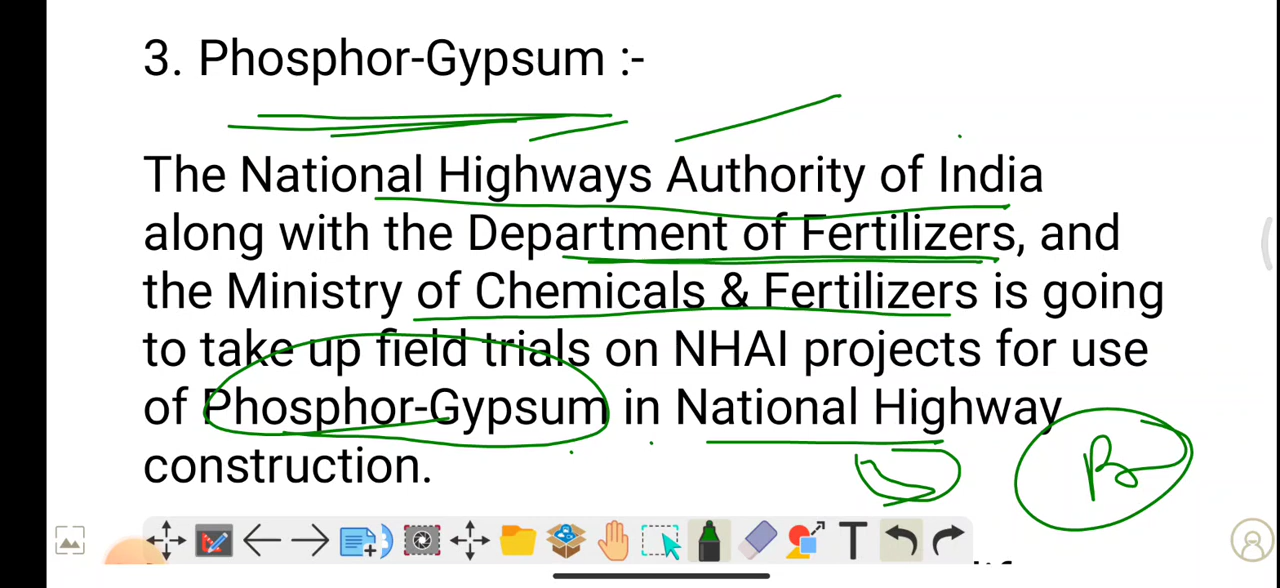 3. Phosphor-Gypsum :-
The National Highways Authority of India
along with the Department of Fertilizers, and
the Ministry of Chemicals & Fertilizers is going
to take up field trials on NHAI projects for use
of Phosphor-Gypsum in National Highway
construction.
T